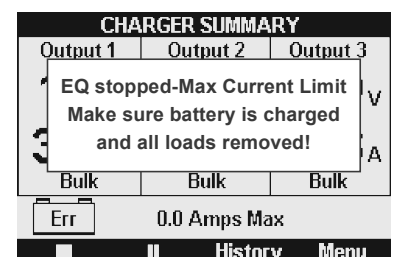 CHARGER SUMMARY
Output 1 Output 2 Output 3
EQ stopped-Max Current Limit
Make sure battery is charged
and all loads removed!
V
A
Bulk Bulk Bulk
Err 0.0 Amps Max
History Menu